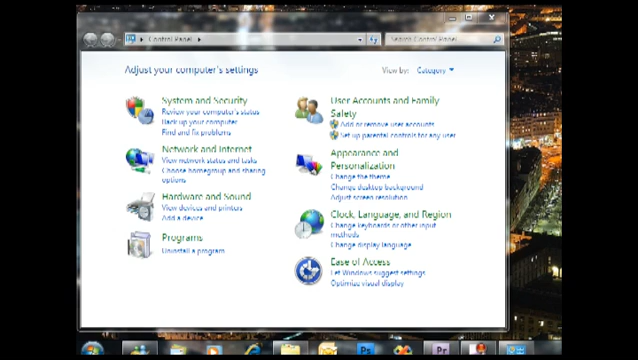 Control Panel
Search Control Panel
Adjust your computer's settings
View by: Category
System and Security
Review your computer's status
Back up your computer
Find and fix problems
Network and Internet
View network status and tasks
Choose homegroup and sharing
options
Hardware and Sound
View devices and printers
Add a device
Programs
Uninstall a program
User Accounts and Family
Safety
Add or remove user accounts
Set up parental controls for any user
Appearance and
Personalization
Change the theme
Change desktop background
Adjust screen resolution
Clock, Language, and Region
Change keyboards or other input
methods
Change display language
Ease of Access
Let Windows suggest settings
Optimize visual display
Ps
Pr